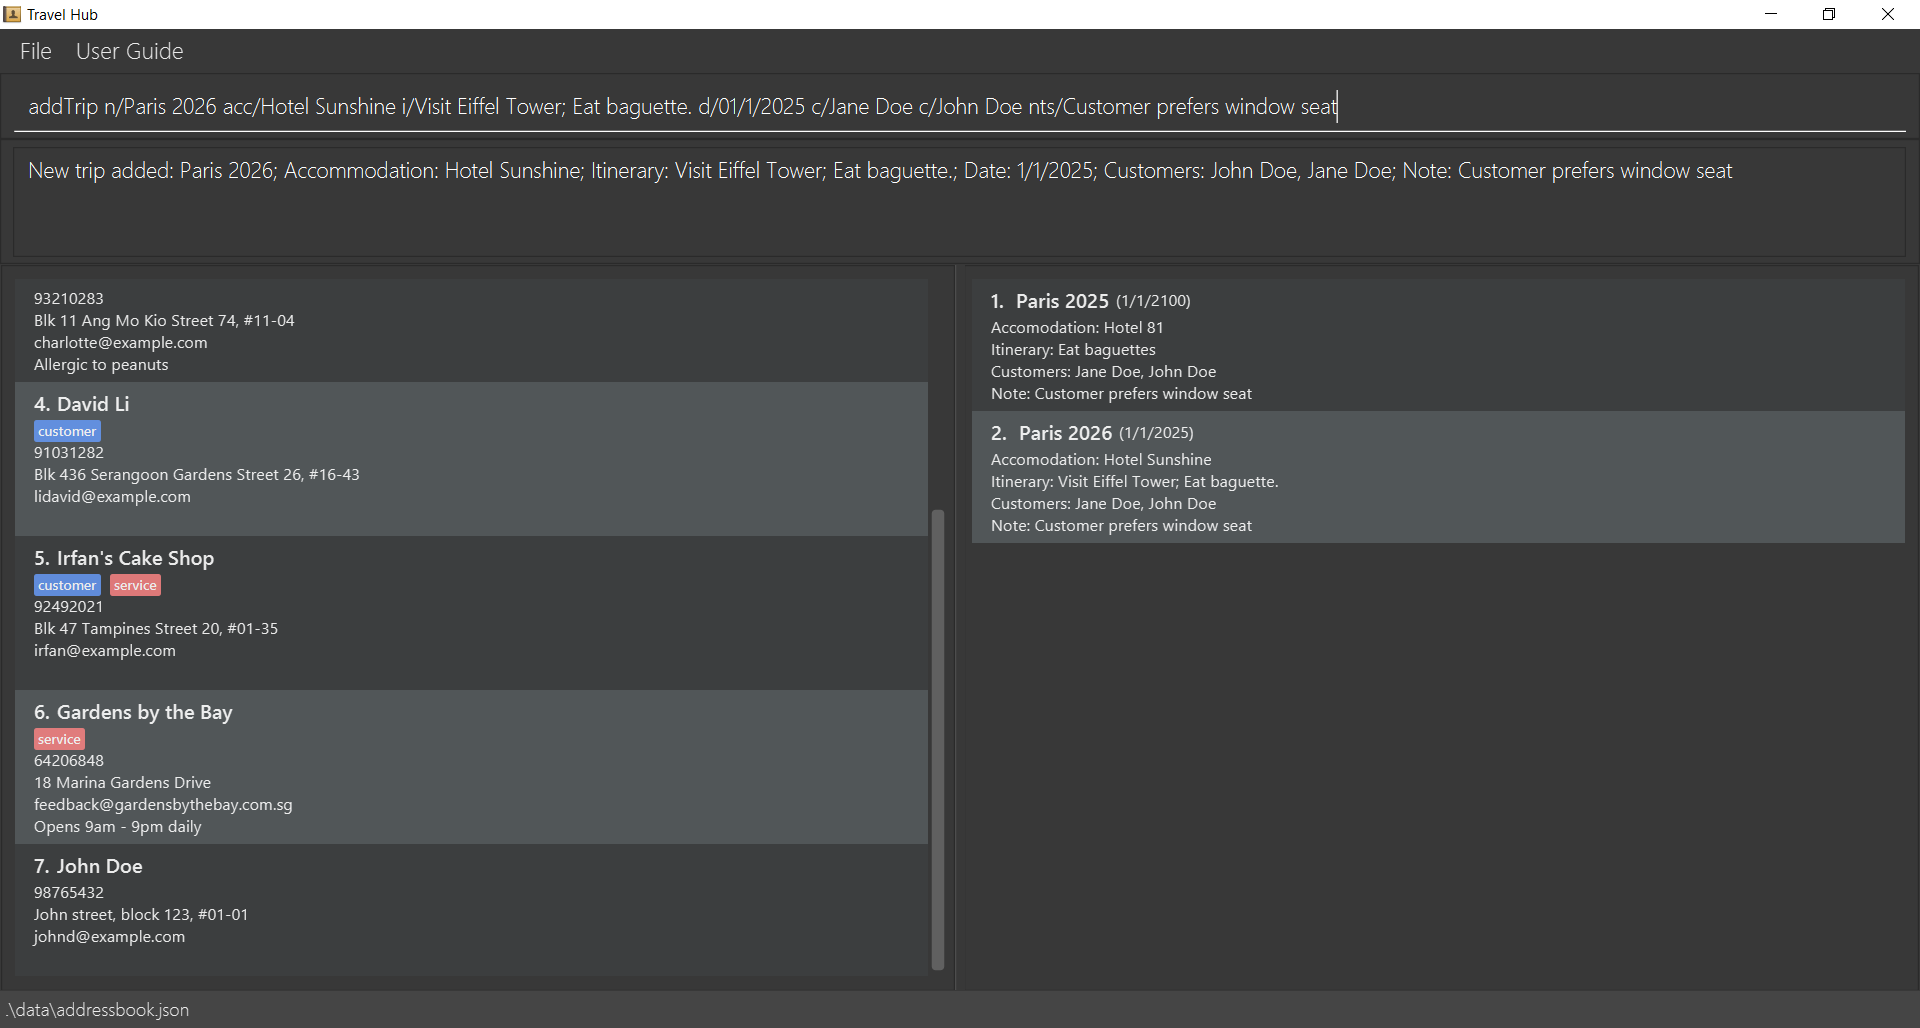 Travel Hub
File User Guide
addTrip n/Paris 2026 acc/Hotel Sunshine i/Visit Eiffel Tower; Eat baguette. d/01/1/2025 c/Jane Doe c/John Doe nts/Customer prefers window seat
New trip added: Paris 2026; Accommodation: Hotel Sunshine; Itinerary: Visit Eiffel Tower; Eat baguette.; Date: 1/1/2025; Customers: John Doe, Jane Doe; Note: Customer prefers window seat
93210283
Blk 11 Ang Mo Kio Street 74, #11-04
charlotte@example.com
Allergic to peanuts
4. David Li
customer
91031282
Blk 436 Serangoon Gardens Street 26, #16-43
lidavid@example.com
5. Irfan's Cake Shop
customer service
92492021
Blk 47 Tampines Street 20, #01-35
irfan@example.com
6. Gardens by the Bay
service
64206848
18 Marina Gardens Drive
feedback@gardensbythebay.com.sg
Opens 9am - 9pm daily
7. John Doe
98765432
John street, block 123, #01-01
johnd@example.com
1. Paris 2025 (1/1/2100)
Accomodation: Hotel 81
Itinerary: Eat baguettes
Customers: Jane Doe, John Doe
Note: Customer prefers window seat
2. Paris 2026 (1/1/2025)
Accomodation: Hotel Sunshine
Itinerary: Visit Eiffel Tower; Eat baguette.
Customers: Jane Doe, John Doe
Note: Customer prefers window seat
.\data\addressbook.json